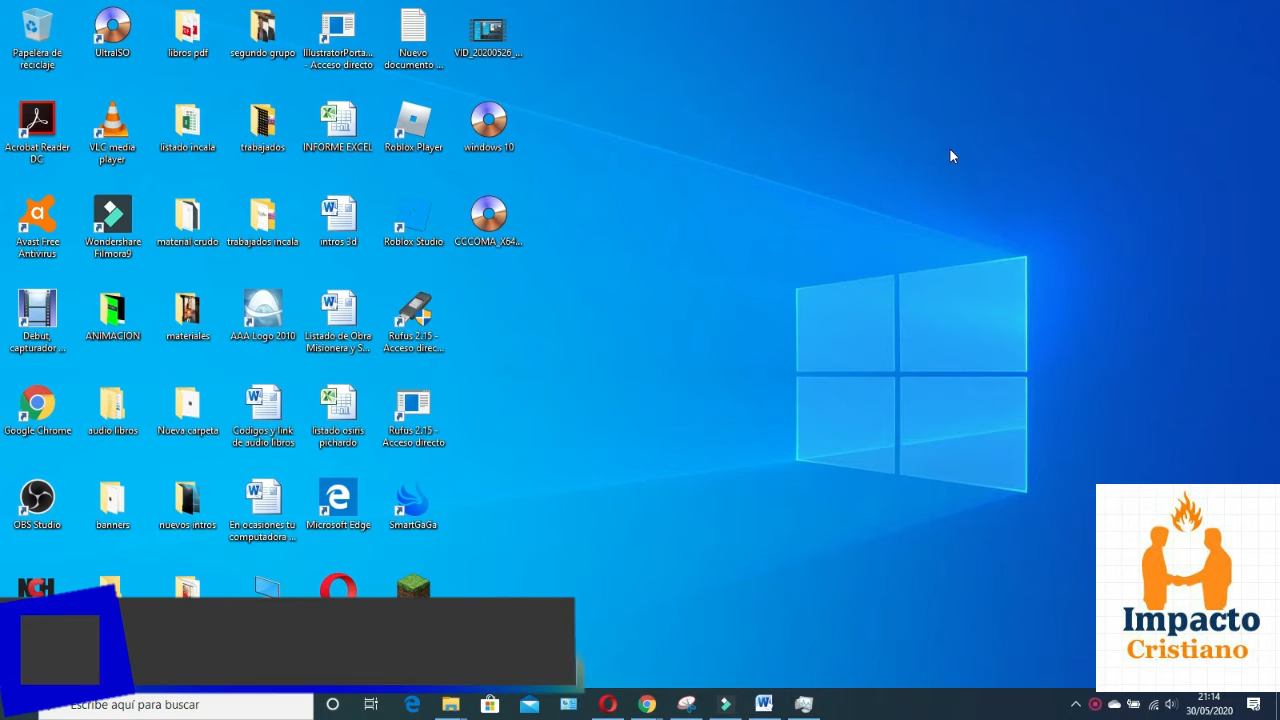 Papelera de
reciclaje
UltraISO
libros pdf
segundo grupo
IllustratorPorta...
- Acceso directo
Nuevo
documento ...
VID_20200526_...
Acrobat Reader
DC
VLC media
player
listado incala
trabajados
INFORME EXCEL
Roblox Player
windows 10
Avast Free
Antivirus
Wondershare
Filmora9
material crudo
trabajados incala
intros 3d
Roblox Studio
CCCOMA_X64...
Debut,
capturador ...
ANIMACION
materiales
AAA Logo 2010
Listado de Obra
Misionera y S...
Rufus 2.15 -
Acceso direc...
Google Chrome
audio libros
Nueva carpeta
Codigos y link
de audio libros
listado osiris
pichardo
Rufus 2.15 -
Acceso directo
OBS Studio
banners
nuevos intros
En ocasiones tu
computadora ...
Microsoft Edge
SmartGaGa
NCH
Impacto
Cristiano
Escribe aquí para buscar
21:14
30/05/2020